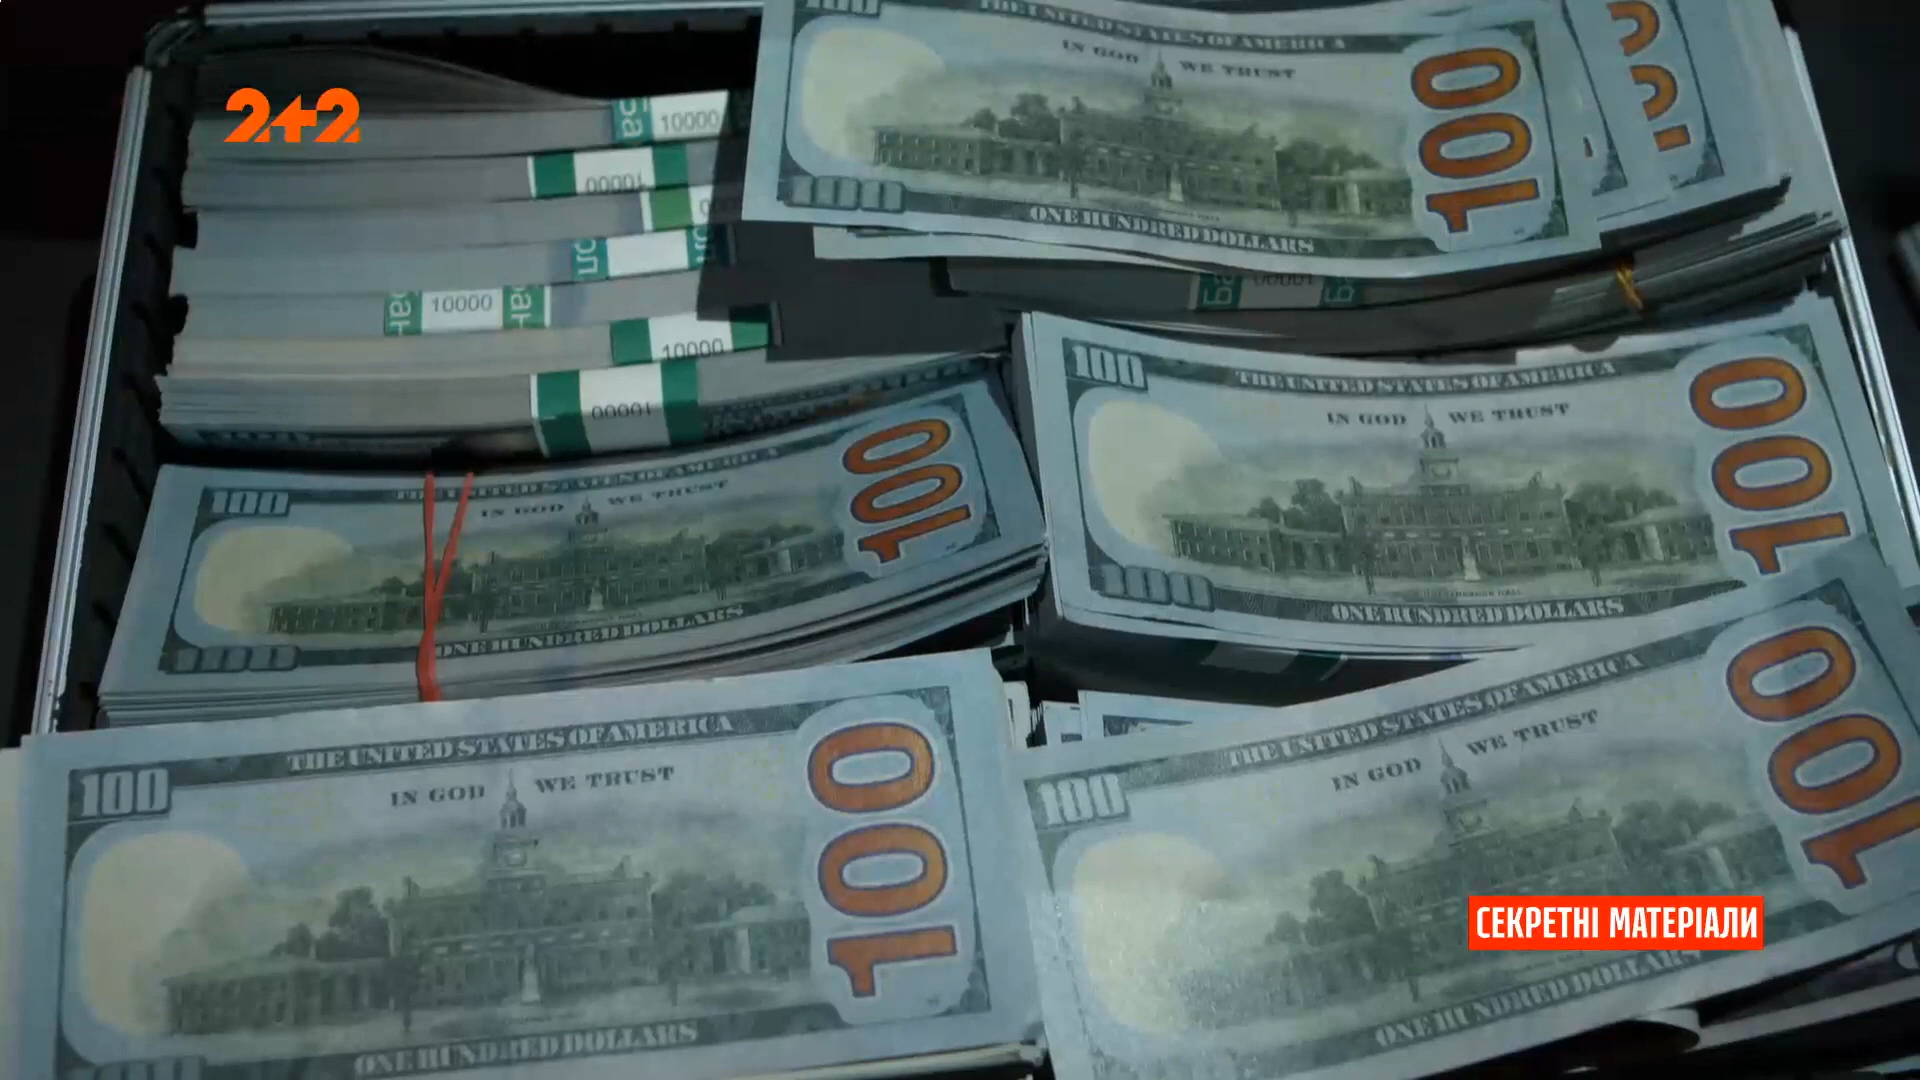 2+2
100
THE UNITED STATES OF AMERICA
IN GOD WE TRUST
100
100
ONE HUNDRED DOLLARS
10000
10000
10000
10000
10000
10000
100
THE UNITED STATES OF AMERICA
IN GOD WE TRUST
100
100
ONE HUNDRED DOLLARS
100
THE UNITED STATES OF AMERICA
IN GOD WE TRUST
100
ONE HUNDRED DOLLARS
100
THE UNITED STATES OF AMERICA
IN GOD WE TRUST
100
ONE HUNDRED DOLLARS
100
THE UNITED STATES OF AMERICA
IN GOD WE TRUST
100
ONE HUNDRED DOLLARS
СЕКРЕТНІ МАТЕРІАЛИ